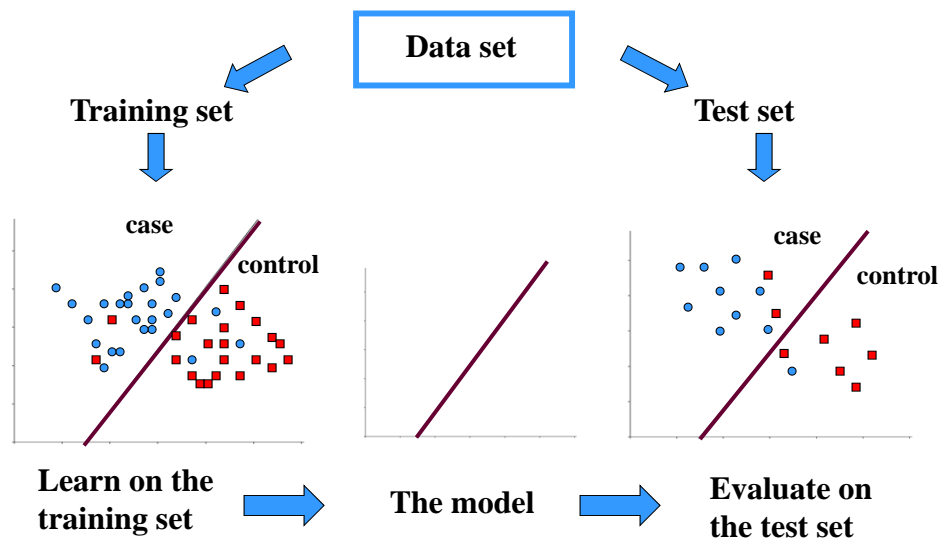 Data set
Training set
Test set
case
control
case
control
Learn on the
training set
The model
Evaluate on
the test set